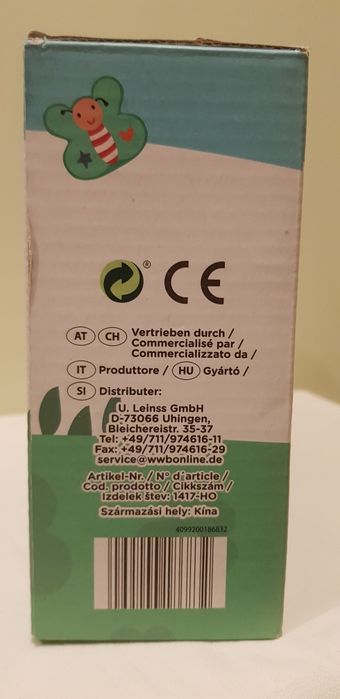 ® CE
AT CH Vertrieben durch /
Commercialisé par /
Commercializzato da /
IT Produttore / HU Gyártó /
SI Distributer:
U. Leinss GmbH
D-73066 Uhingen,
Bleichereistr. 35-37
Tel: +49/711/974616-11
Fax: +49/711/974616-29
service@wwbonline.de
Artikel-Nr. / N° d'article /
Cod. prodotto / Cikkszám /
Izdelek štev: 1417-HO
Származási hely: Kína
4099200186832